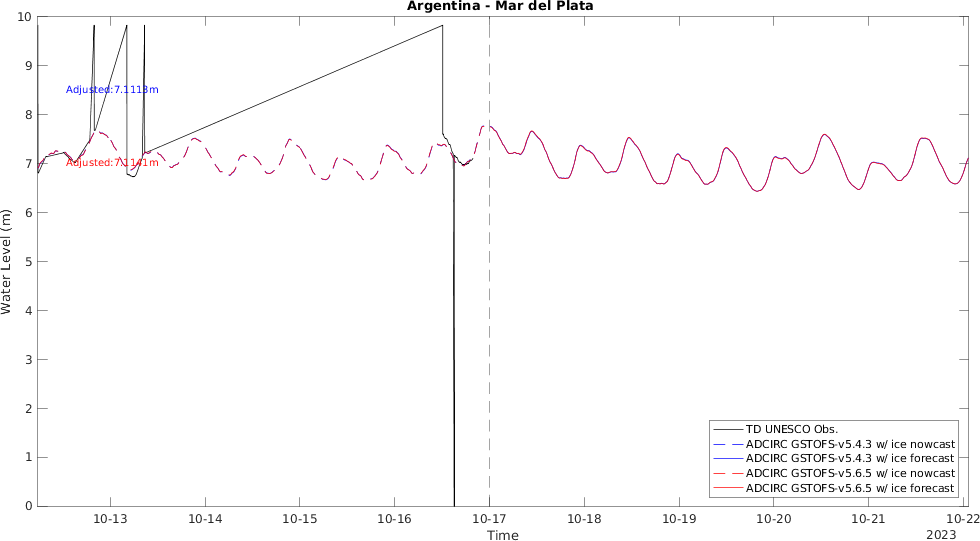 Argentina - Mar del Plata
10
9
8
7
6
5
4
3
2
1
0
Water Level (m)
Adjusted:7.1113m
Adjusted:7.1141m
TD UNESCO Obs.
ADCIRC GSTOFS-v5.4.3 w/ ice nowcast
ADCIRC GSTOFS-v5.4.3 w/ ice forecast
ADCIRC GSTOFS-v5.6.5 w/ ice nowcast
ADCIRC GSTOFS-v5.6.5 w/ ice forecast
10-13 10-14 10-15 10-16 10-17 10-18 10-19 10-20 10-21 10-22
Time
2023